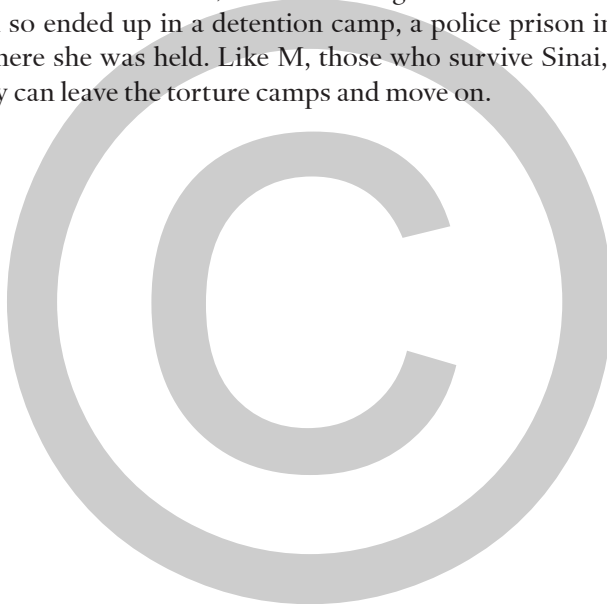 so ended up in a detention camp, a police prison in
here she was held. Like M, those who survive Sinai,
y can leave the torture camps and move on.
©